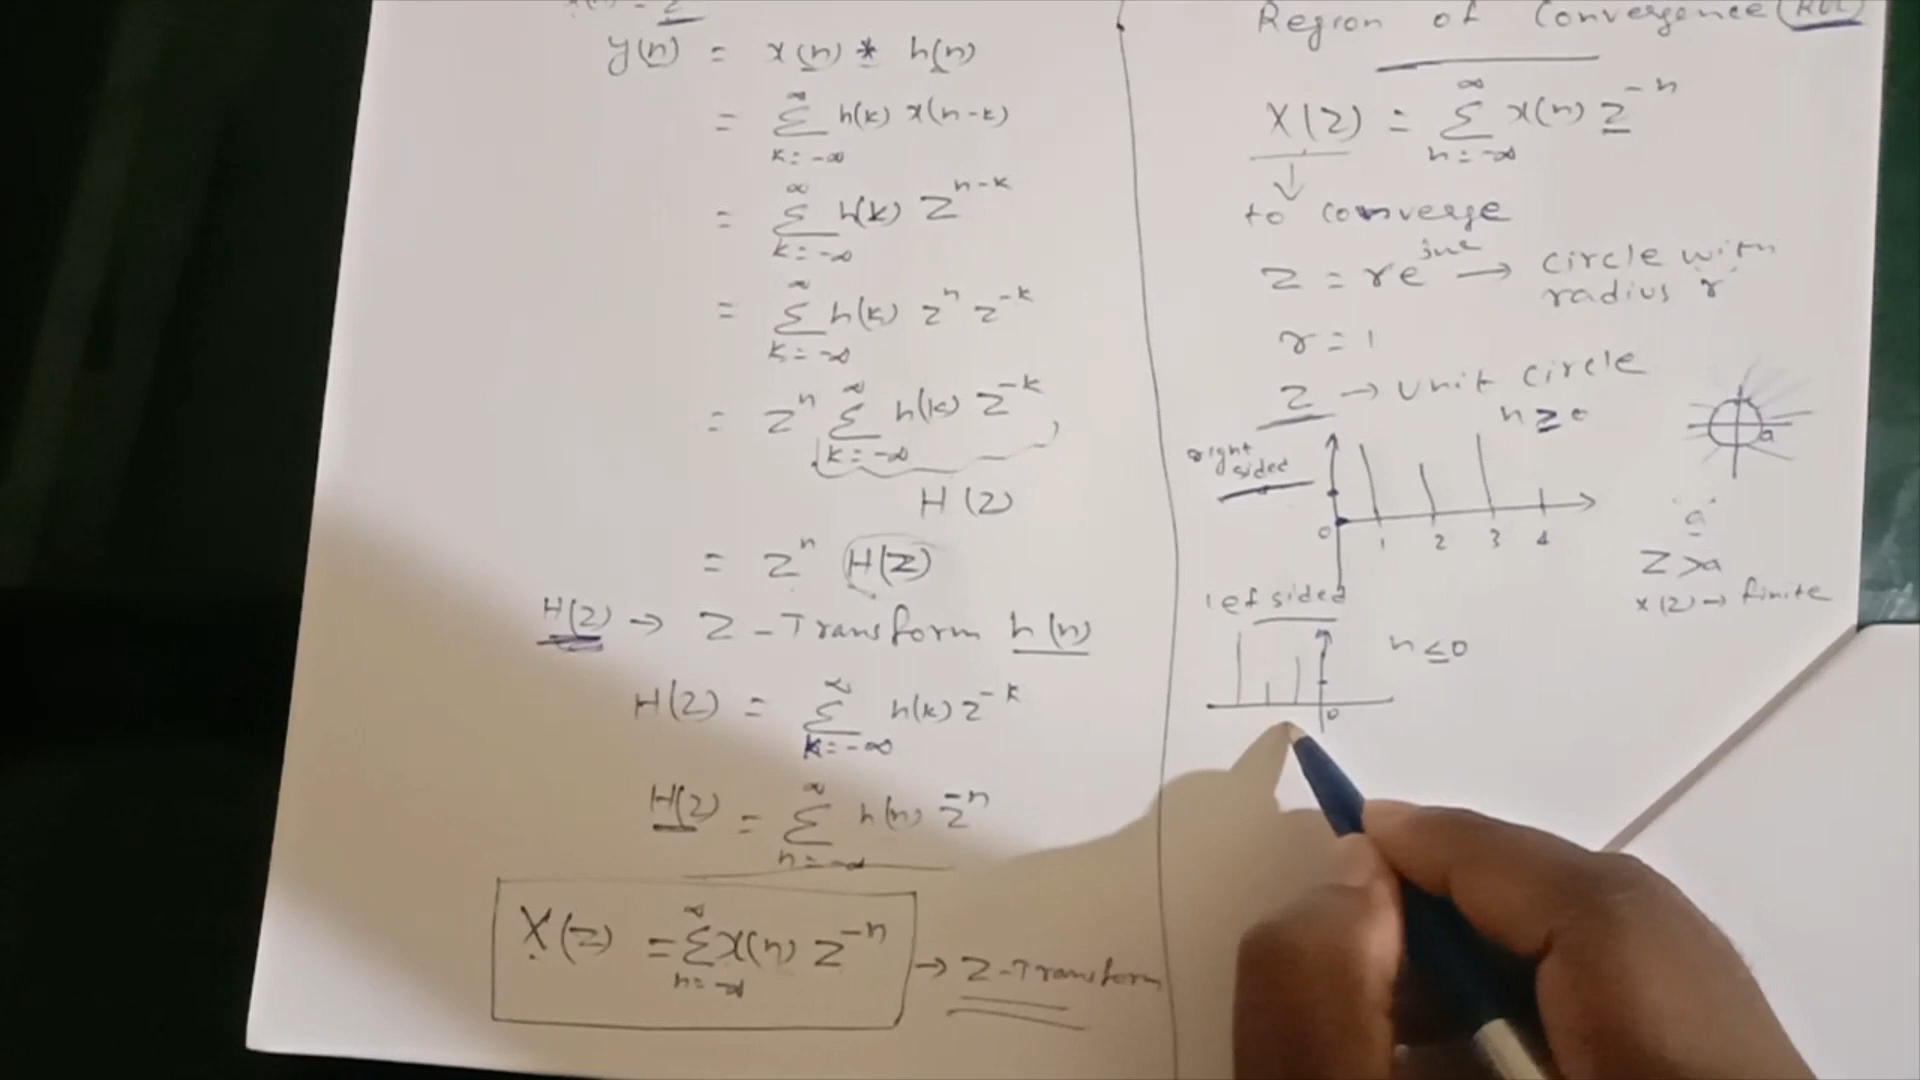 y(n) = x(n) * h(n)
= ∞ Σ k=-∞ h(k) x(n-k)
= ∞ Σ k=-∞ h(k) z^n-k
= ∞ Σ k=-∞ h(k) z^n z^-k
= z^n ∞ Σ k=-∞ h(k) z^-k
H(z)
= z^n H(z)
H(z) → Z-Transform h(n)
H(z) = ∞ Σ k=-∞ h(k) z^-k
H(z) = ∞ Σ n=-∞ h(n) z^-n
X(z) = ∞ Σ n=-∞ x(n) z^-n → Z-Transform
Region of Convergence (ROC)
X(z) = ∞ Σ n=-∞ x(n) z^-n
↓
to converge
z = re^jω → circle with
radius r
r = 1
z → unit circle
n ≥ 0
a
right
sided
0 1 2 3 4
'a'
z > a
x(z) → finite
lef sided
n ≤ 0
0